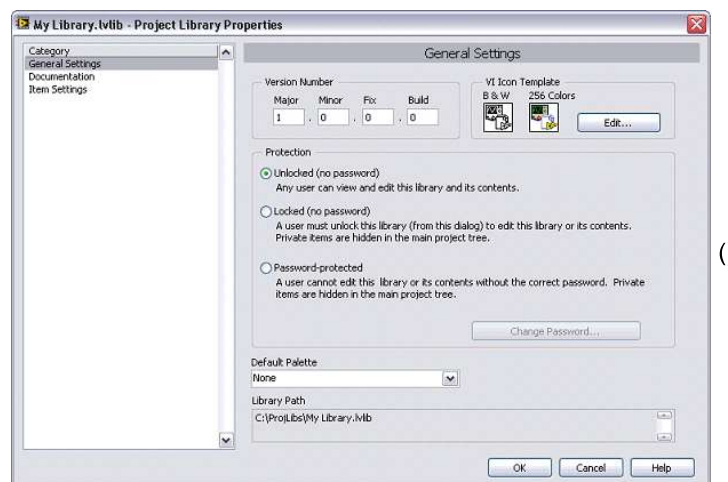 My Library.lvlib - Project Library Properties
Category
General Settings
Documentation
Item Settings
General Settings
Version Number
Major Minor Fix Build
1 . 0 . 0 . 0
VI Icon Template
B & W 256 Colors
Edit...
Protection
Unlocked (no password)
Any user can view and edit this library and its contents.
Locked (no password)
A user must unlock this library (from this dialog) to edit this library or its contents.
Private items are hidden in the main project tree.
Password-protected
A user cannot edit this library or its contents without the correct password. Private
items are hidden in the main project tree.
Change Password...
Default Palette
None
Library Path
C:\ProjLibs\My Library.lvlib
OK Cancel Help
(